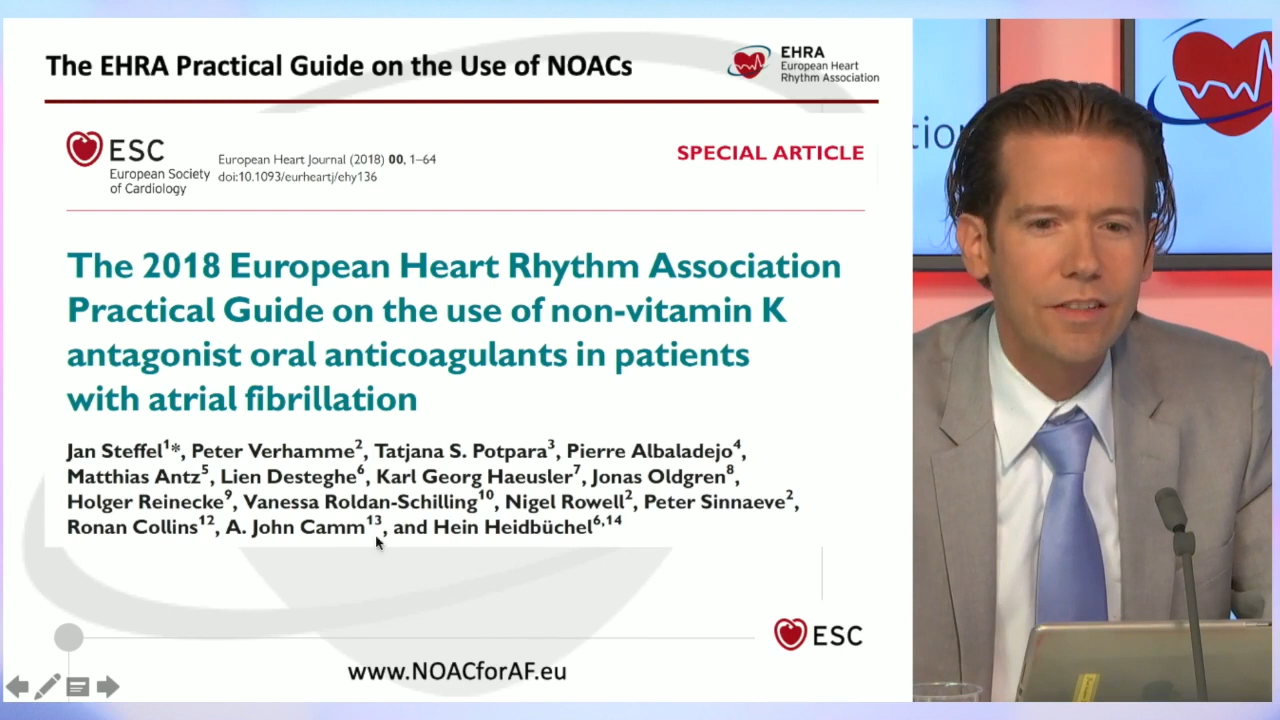 The EHRA Practical Guide on the Use of NOACs
EHRA
European Heart
Rhythm Association
ESC
European Society
of Cardiology
European Heart Journal (2018) 00, 1–64
doi:10.1093/eurheartj/ehy136
SPECIAL ARTICLE
The 2018 European Heart Rhythm Association
Practical Guide on the use of non-vitamin K
antagonist oral anticoagulants in patients
with atrial fibrillation
Jan Steffel1*, Peter Verhamme2, Tatjana S. Potpara3, Pierre Albaladejo4,
Matthias Antz5, Lien Desteghe6, Karl Georg Haeusler7, Jonas Oldgren8,
Holger Reinecke9, Vanessa Roldan-Schilling10, Nigel Rowell2, Peter Sinnaeve2,
Ronan Collins12, A. John Camm13, and Hein Heidbüchel6,14
ESC
www.NOACforAF.eu
tion